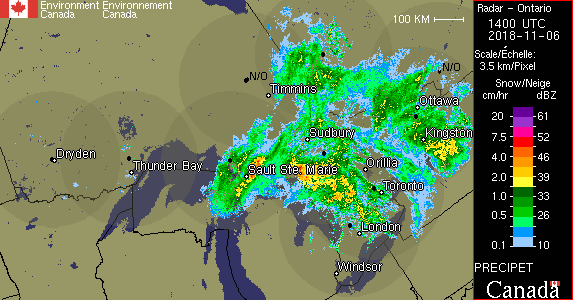 Environment Environnement
Canada Canada
100 KM
N/O
N/O
Timmins
Ottawa
Sudbury
Kingston
Dryden
Thunder Bay
Sault Ste. Marie
Orillia
Toronto
London
Windsor
Radar - Ontario
1400 UTC
2018-11-06
Scale/Échelle:
3.5 km/Pixel
Snow/Neige
cm/hr dBZ
20 61
7.5 52
4.0 46
2.0 39
1.0 33
0.5 26
0.1 10
PRECIPET
Canada